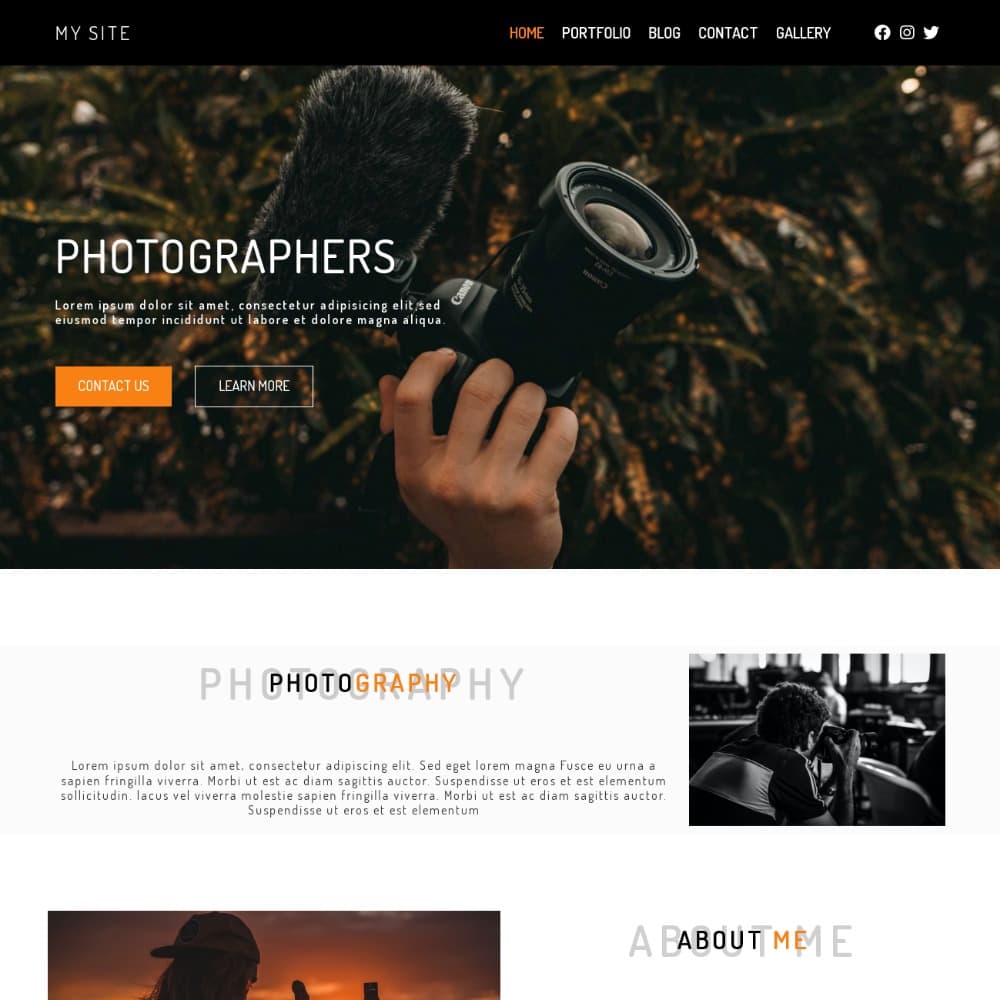 MY SITE
HOME PORTFOLIO BLOG CONTACT GALLERY
Canon
Canon
PHOTOGRAPHERS
Lorem ipsum dolor sit amet, consectetur adipisicing elit,sed
eiusmod tempor incididunt ut labore et dolore magna aliqua.
CONTACT US
LEARN MORE
PHOTOGRAPHY
PHOTOGRAPHY
Lorem ipsum dolor sit amet, consectetur adipiscing elit. Sed eget lorem magna Fusce eu urna a
sapien fringilla viverra. Morbi ut est ac diam sagittis auctor. Suspendisse ut eros et est elementum
sollicitudin. lacus vel viverra molestie sapien fringilla viverra. Morbi ut est ac diam sagittis auctor.
Suspendisse ut eros et est elementum
ABOUT ME
ABOUT ME